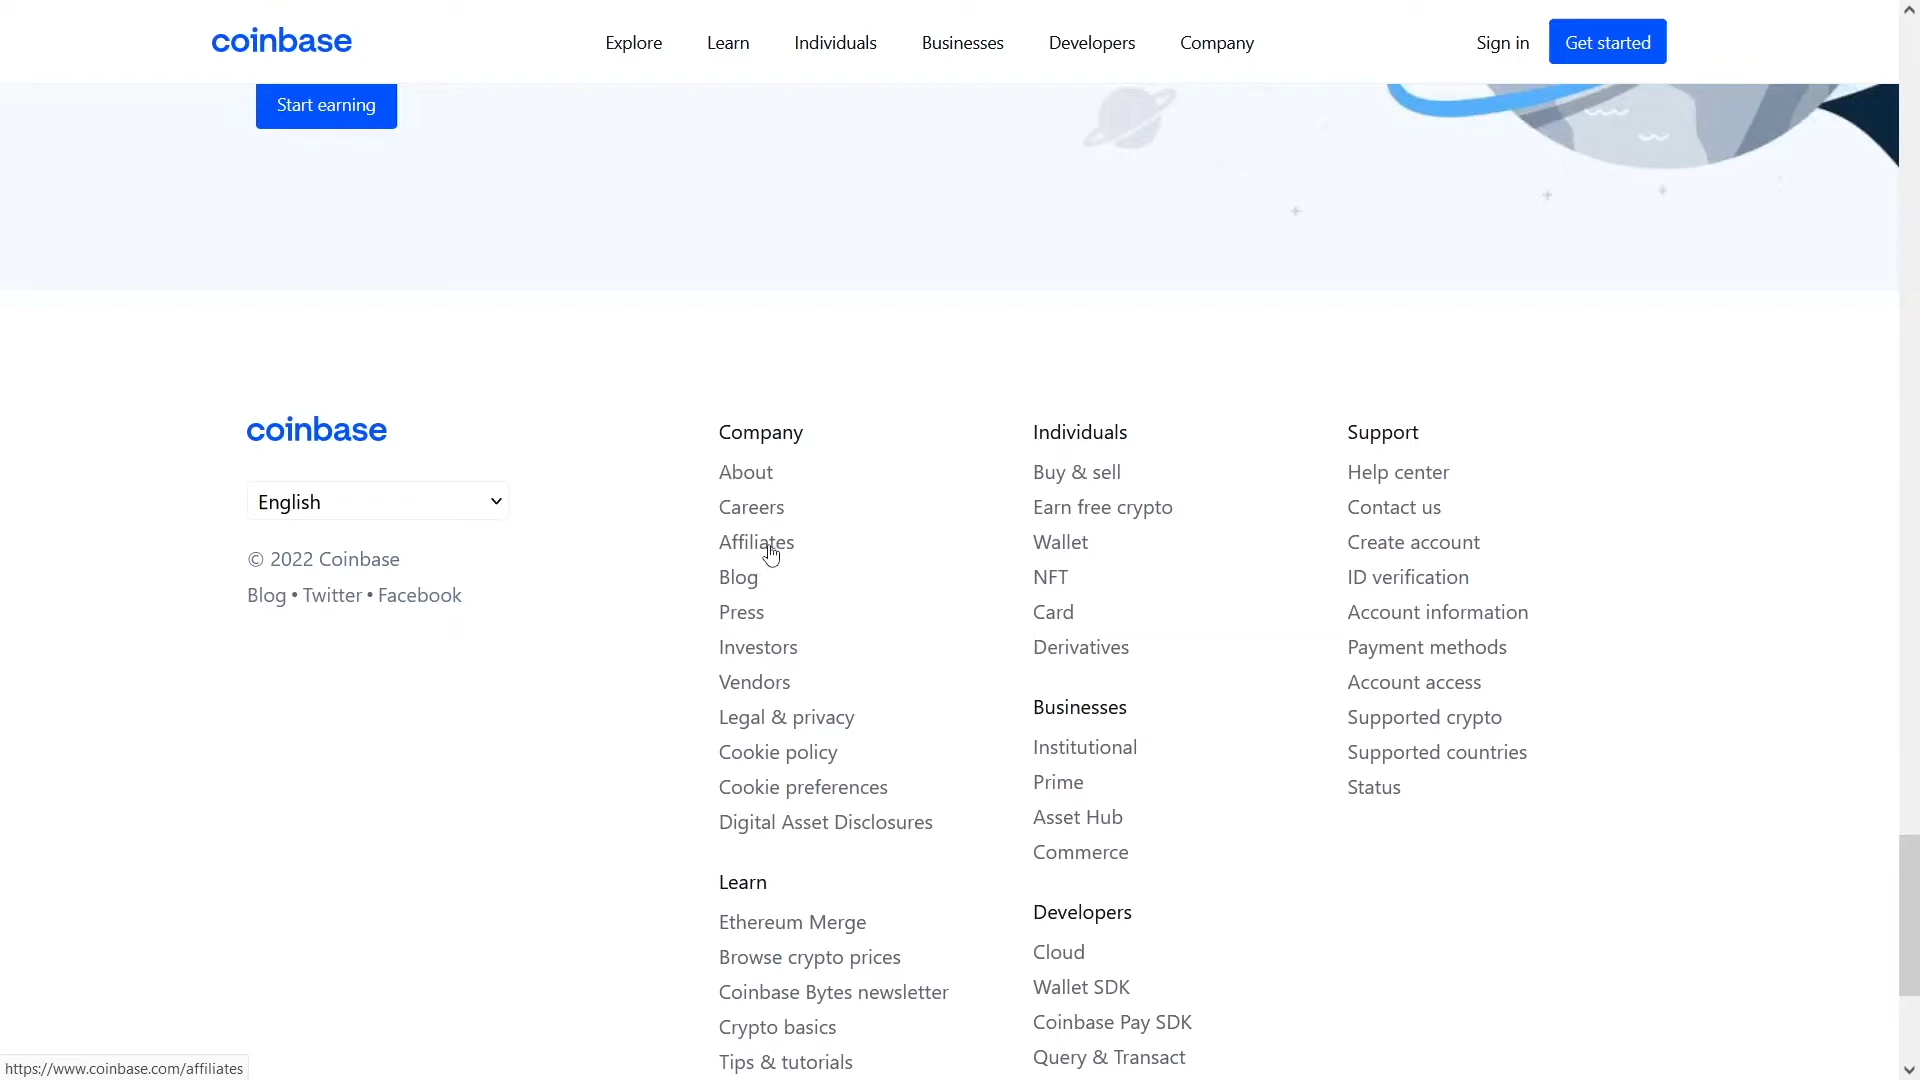 coinbase
Explore
Learn
Individuals
Businesses
Developers
Company
Sign in
Get started
Start earning
coinbase
English
© 2022 Coinbase
Blog • Twitter • Facebook
Company
About
Careers
Affiliates
Blog
Press
Investors
Vendors
Legal & privacy
Cookie policy
Cookie preferences
Digital Asset Disclosures
Learn
Ethereum Merge
Browse crypto prices
Coinbase Bytes newsletter
Crypto basics
Tips & tutorials
Individuals
Buy & sell
Earn free crypto
Wallet
NFT
Card
Derivatives
Businesses
Institutional
Prime
Asset Hub
Commerce
Developers
Cloud
Wallet SDK
Coinbase Pay SDK
Query & Transact
Support
Help center
Contact us
Create account
ID verification
Account information
Payment methods
Account access
Supported crypto
Supported countries
Status
https://www.coinbase.com/affiliates